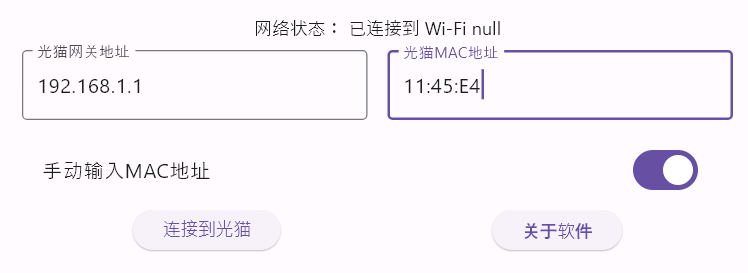 网络状态： 已连接到 Wi-Fi null
光猫网关地址
192.168.1.1
光猫MAC地址
11:45:E4
手动输入MAC地址
连接到光猫
关于软件